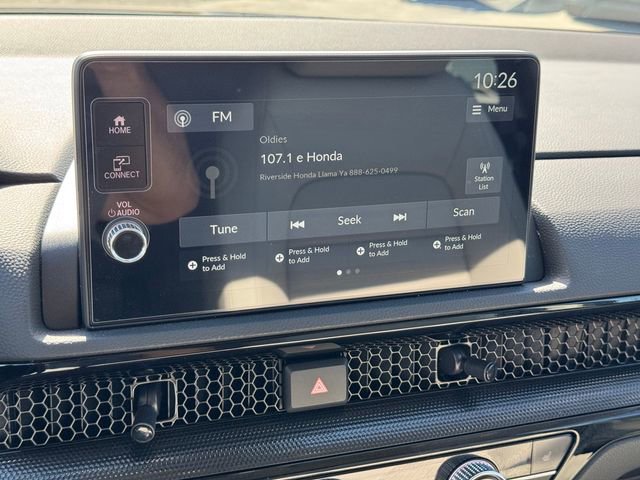 10:26
HOME
FM
Menu
Oldies
107.1 e Honda
Riverside Honda Llama Ya 888-625-0499
CONNECT
Station
List
VOL
AUDIO
Tune
Seek
Scan
Press & Hold
to Add
Press & Hold
to Add
Press & Hold
to Add
Press & Hold
to Add